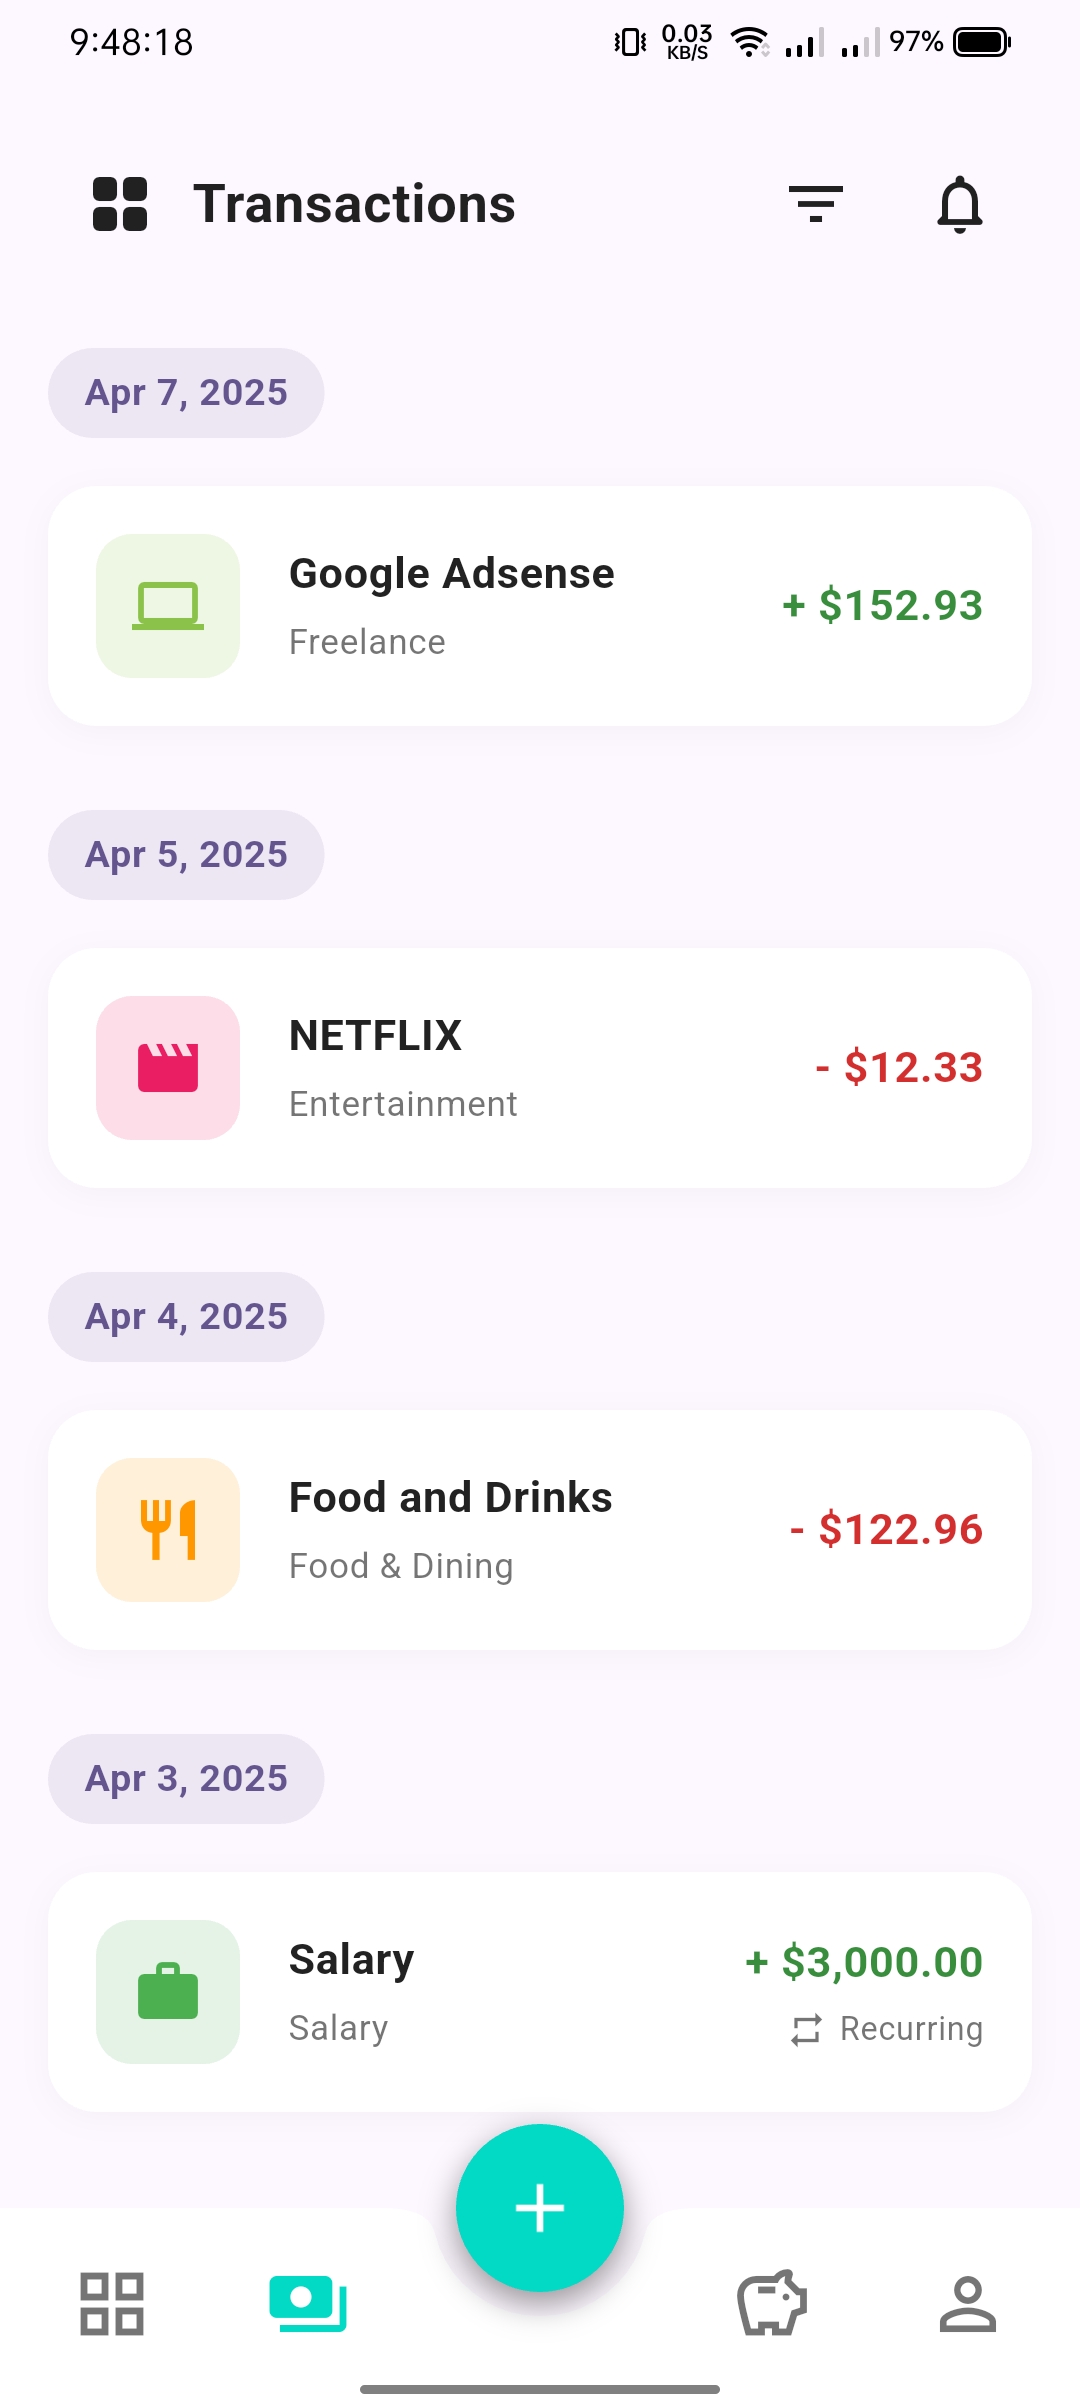 9:48:18
0.03
KB/S
97%
Transactions
Apr 7, 2025
Google Adsense
+ $152.93
Freelance
Apr 5, 2025
NETFLIX
- $12.33
Entertainment
Apr 4, 2025
Food and Drinks
- $122.96
Food & Dining
Apr 3, 2025
Salary
+ $3,000.00
Salary
Recurring